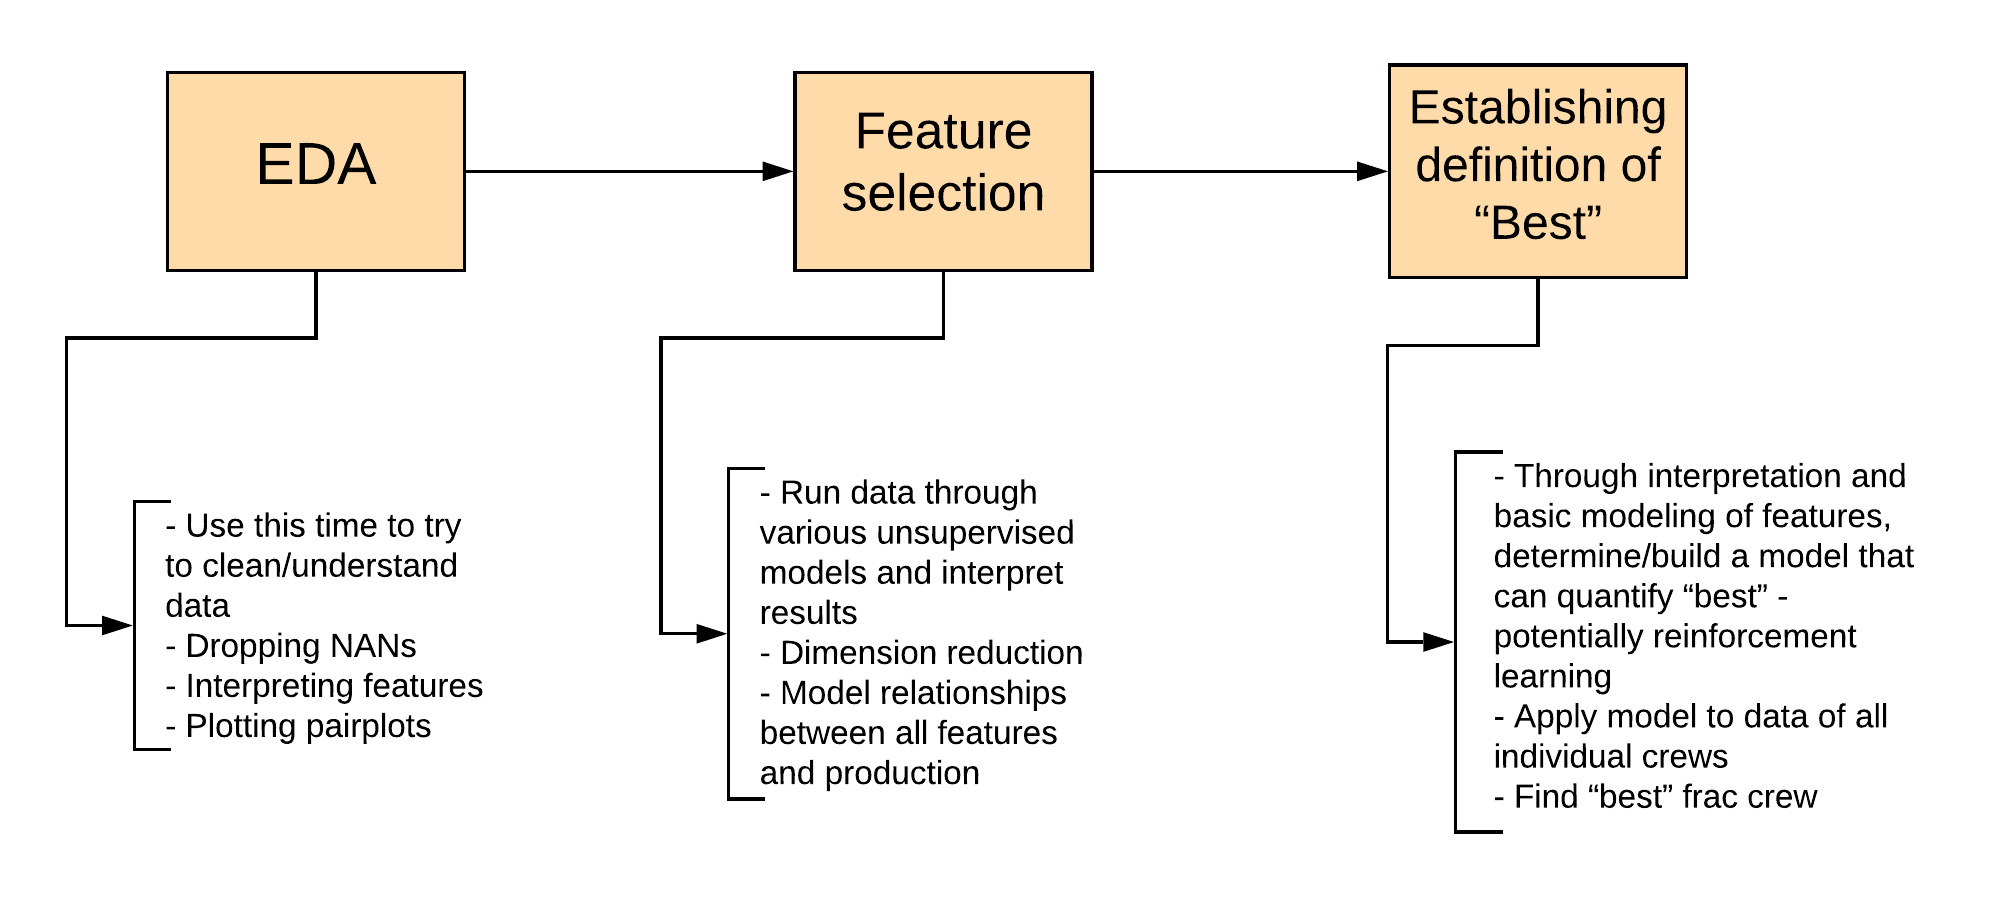 EDA
Feature
selection
Establishing
definition of
“Best”
- Use this time to try
to clean/understand
data
- Dropping NANs
- Interpreting features
- Plotting pairplots
- Run data through
various unsupervised
models and interpret
results
- Dimension reduction
- Model relationships
between all features
and production
- Through interpretation and
basic modeling of features,
determine/build a model that
can quantify “best” -
potentially reinforcement
learning
- Apply model to data of all
individual crews
- Find “best” frac crew